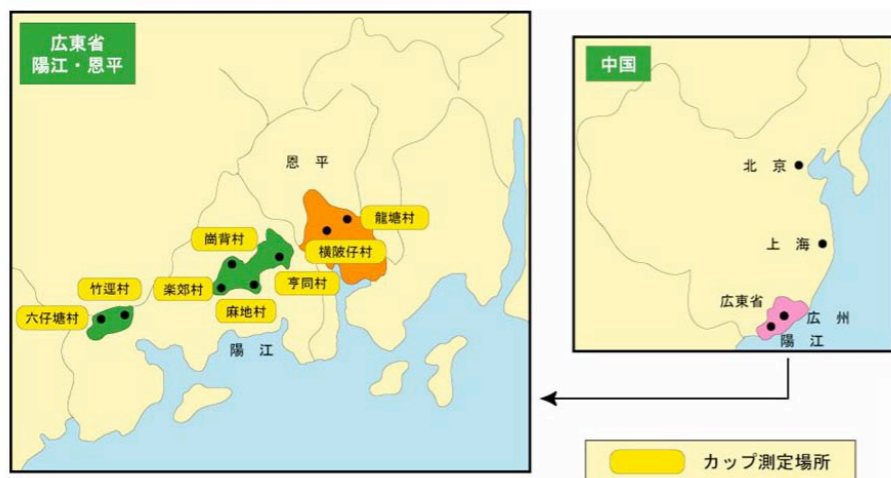 広東省
陽江・恩平
恩平
龍塘村
崗背村
横陂仔村
亨同村
竹逕村
楽郊村
六仔塘村
麻地村
陽江
中国
北京
上海
広東省
広州
陽江
カップ測定場所